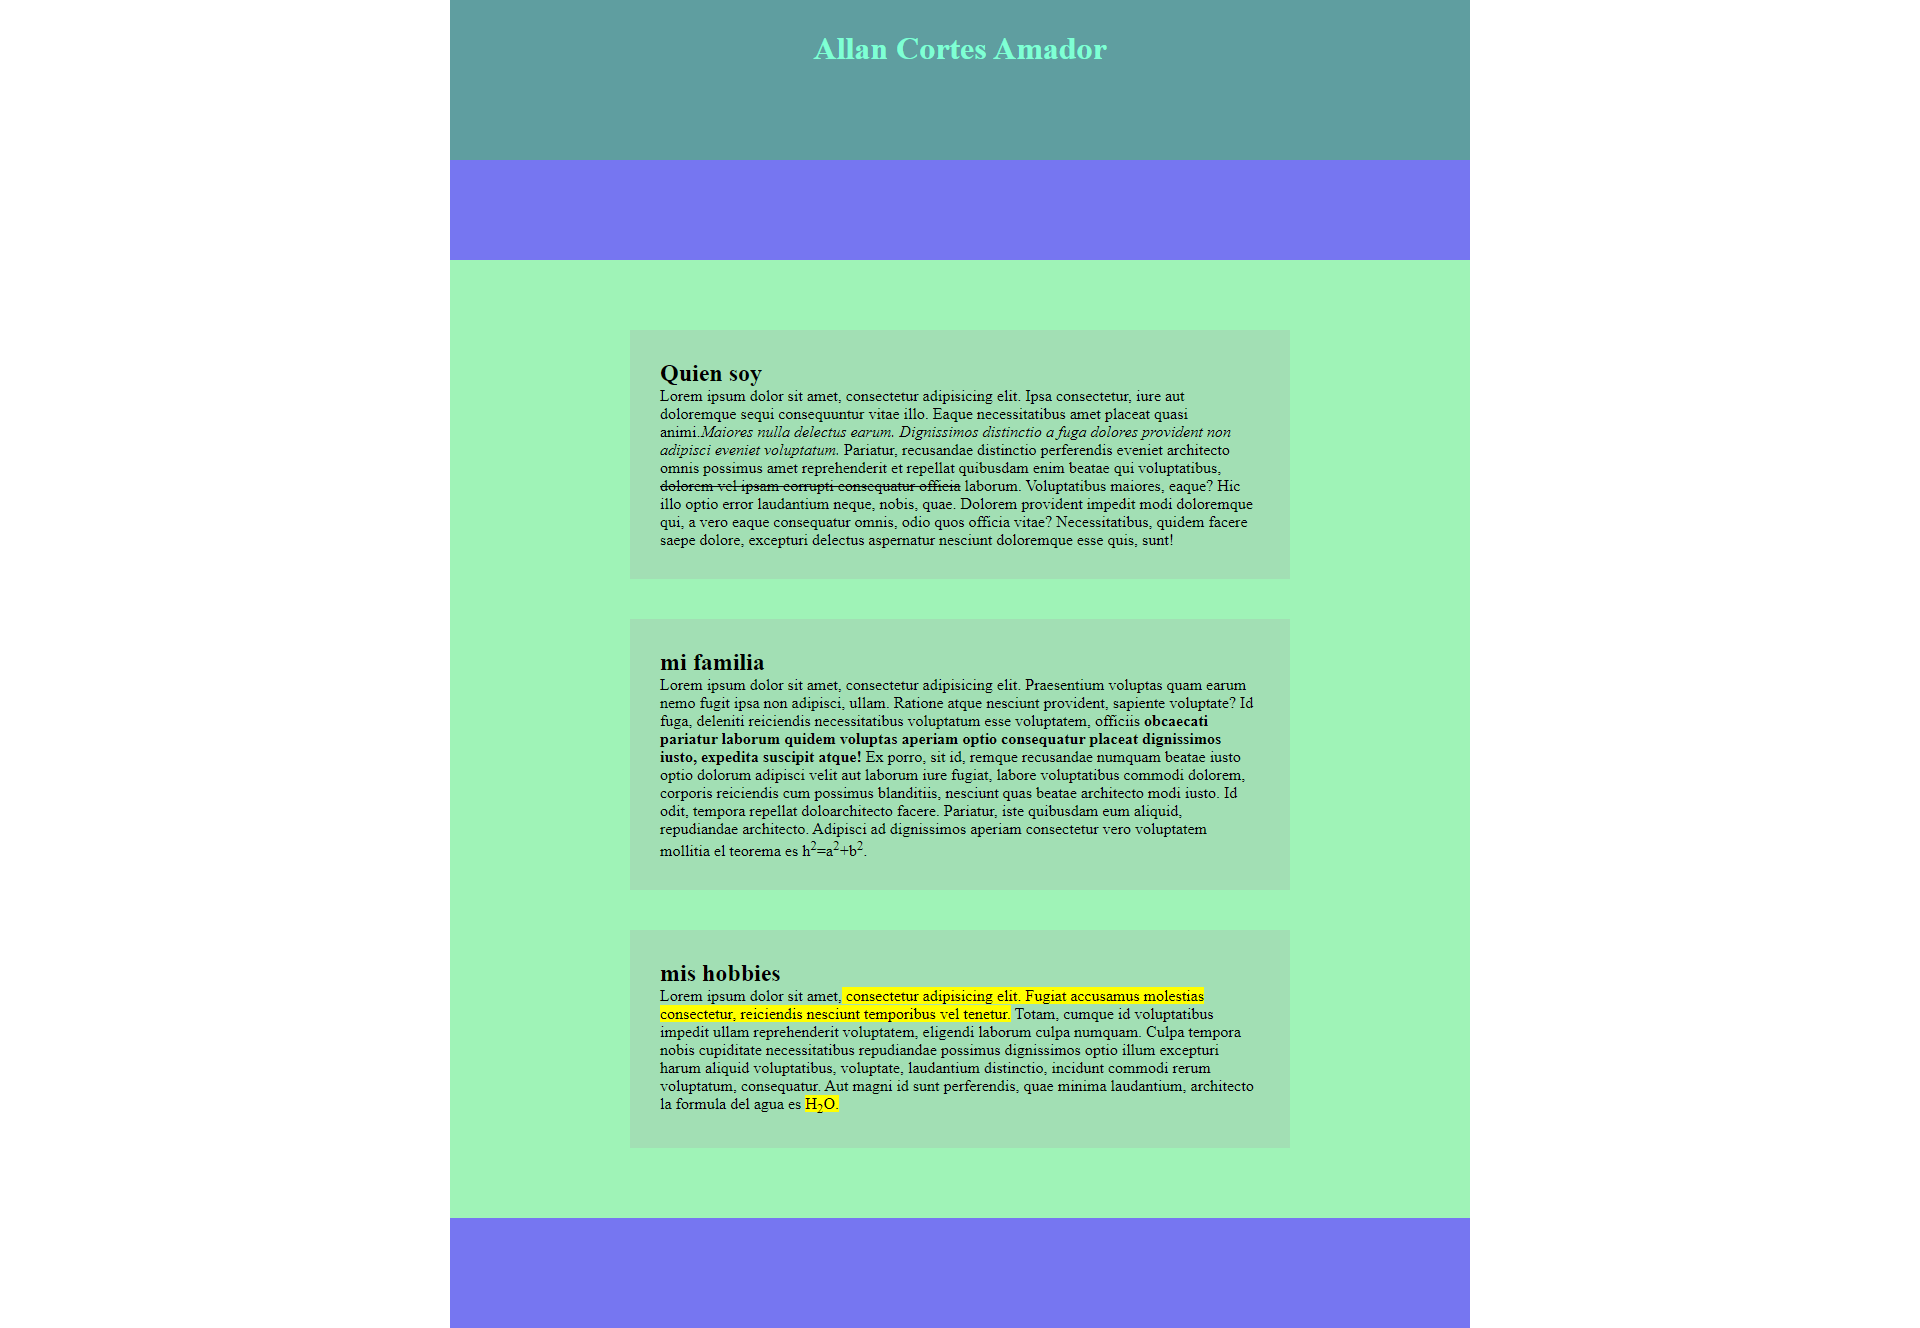 Allan Cortes Amador
Quien soy
Lorem ipsum dolor sit amet, consectetur adipisicing elit. Ipsa consectetur, iure aut
doloremque sequi consequuntur vitae illo. Eaque necessitatibus amet placeat quasi
animi.Maiores nulla delectus earum. Dignissimos distinctio a fuga dolores provident non
adipisci eveniet voluptatum. Pariatur, recusandae distinctio perferendis eveniet architecto
omnis possimus amet reprehenderit et repellat quibusdam enim beatae qui voluptatibus,
dolorem vel ipsam corrupti consequatur officia laborum. Voluptatibus maiores, eaque? Hic
illo optio error laudantium neque, nobis, quae. Dolorem provident impedit modi doloremque
qui, a vero eaque consequatur omnis, odio quos officia vitae? Necessitatibus, quidem facere
saepe dolore, excepturi delectus aspernatur nesciunt doloremque esse quis, sunt!
mi familia
Lorem ipsum dolor sit amet, consectetur adipisicing elit. Praesentium voluptas quam earum
nemo fugit ipsa non adipisci, ullam. Ratione atque nesciunt provident, sapiente voluptate? Id
fuga, deleniti reiciendis necessitatibus voluptatum esse voluptatem, officiis obcaecati
pariatur laborum quidem voluptas aperiam optio consequatur placeat dignissimos
iusto, expedita suscipit atque! Ex porro, sit id, remque recusandae numquam beatae iusto
optio dolorum adipisci velit aut laborum iure fugiat, labore voluptatibus commodi dolorem,
corporis reiciendis cum possimus blanditiis, nesciunt quas beatae architecto modi iusto. Id
odit, tempora repellat doloarchitecto facere. Pariatur, iste quibusdam eum aliquid,
repudiandae architecto. Adipisci ad dignissimos aperiam consectetur vero voluptatem
mollitia el teorema es h²=a²+b².
mis hobbies
Lorem ipsum dolor sit amet, consectetur adipisicing elit. Fugiat accusamus molestias
consectetur, reiciendis nesciunt temporibus vel tenetur. Totam, cumque id voluptatibus
impedit ullam reprehenderit voluptatem, eligendi laborum culpa numquam. Culpa tempora
nobis cupiditate necessitatibus repudiandae possimus dignissimos optio illum excepturi
harum aliquid voluptatibus, voluptate, laudantium distinctio, incidunt commodi rerum
voluptatum, consequatur. Aut magni id sunt perferendis, quae minima laudantium, architecto
la formula del agua es H₂O.